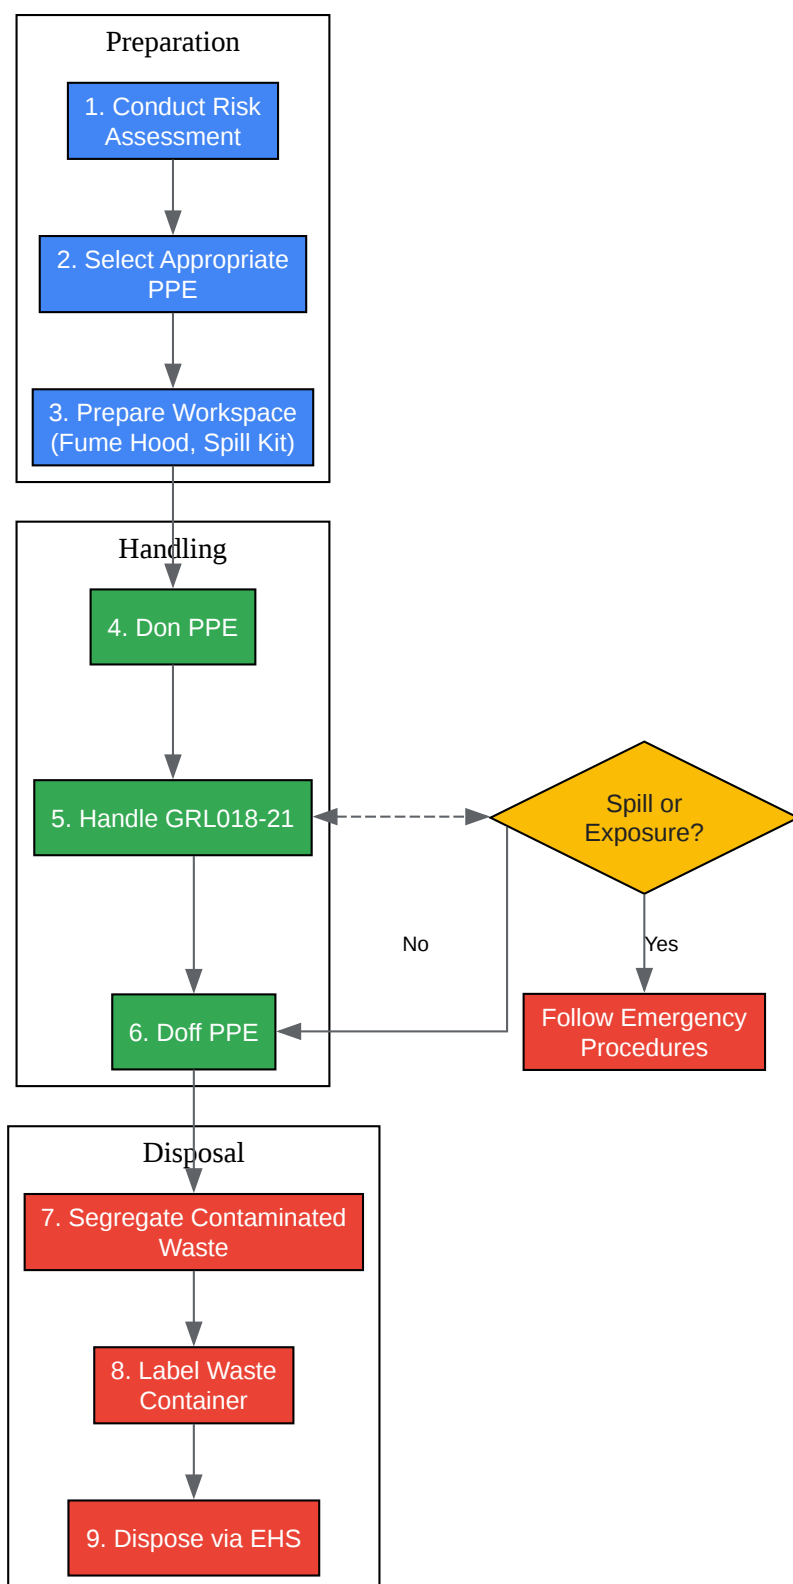 Preparation
1. Conduct Risk
Assessment
2. Select Appropriate
PPE
3. Prepare Workspace
(Fume Hood, Spill Kit)
Handling
4. Don PPE
5. Handle GRL018-21
Spill or
Exposure?
No
Yes
6. Doff PPE
Follow Emergency
Procedures
Disposal
7. Segregate Contaminated
Waste
8. Label Waste
Container
9. Dispose via EHS